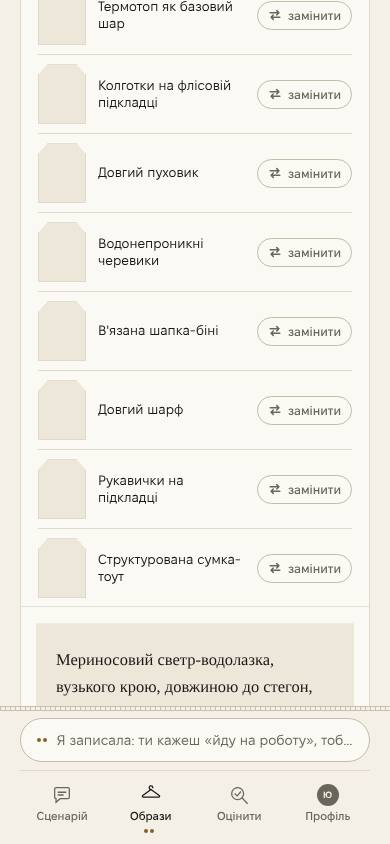 Термотоп як базовий
шар
замінити
Колготки на флісовій
підкладці
замінити
Довгий пуховик
замінити
Водонепроникні
черевики
замінити
В'язана шапка-біні
замінити
Довгий шарф
замінити
Рукавички на
підкладці
замінити
Структурована сумка-
тоут
замінити
Мериносовий светр-водолазка,
вузького крою, довжиною до стегон,
Я записала: ти кажеш «йду на роботу», тоб...
Сценарій
Образи
Оцінити
Ю
Профіль